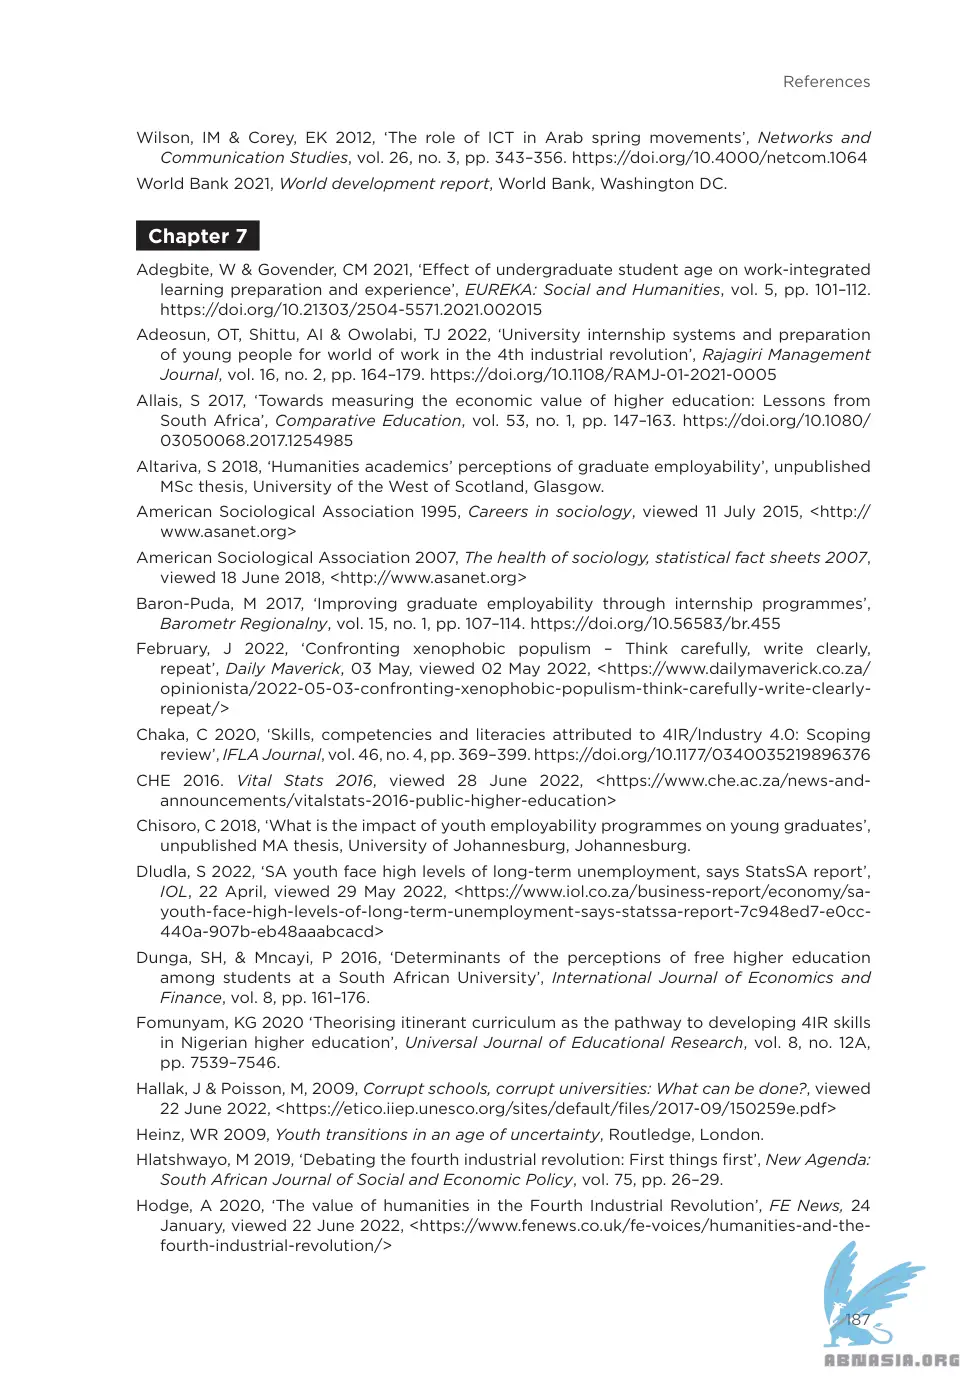 References
Wilson, IM & Corey, EK 2012, ‘The role of ICT in Arab spring movements’, Networks and
Communication Studies, vol. 26, no. 3, pp. 343–356. https://doi.org/10.4000/netcom.1064
World Bank 2021, World development report, World Bank, Washington DC.
Chapter 7
Adegbite, W & Govender, CM 2021, ‘Effect of undergraduate student age on work-integrated
learning preparation and experience’, EUREKA: Social and Humanities, vol. 5, pp. 101–112.
https://doi.org/10.21303/2504-5571.2021.002015
Adeosun, OT, Shittu, AI & Owolabi, TJ 2022, ‘University internship systems and preparation
of young people for world of work in the 4th industrial revolution’, Rajagiri Management
Journal, vol. 16, no. 2, pp. 164–179. https://doi.org/10.1108/RAMJ-01-2021-0005
Allais, S 2017, ‘Towards measuring the economic value of higher education: Lessons from
South Africa’, Comparative Education, vol. 53, no. 1, pp. 147–163. https://doi.org/10.1080/
03050068.2017.1254985
Altariva, S 2018, ‘Humanities academics’ perceptions of graduate employability’, unpublished
MSc thesis, University of the West of Scotland, Glasgow.
American Sociological Association 1995, Careers in sociology, viewed 11 July 2015, <http://
www.asanet.org>
American Sociological Association 2007, The health of sociology, statistical fact sheets 2007,
viewed 18 June 2018, <http://www.asanet.org>
Baron-Puda, M 2017, ‘Improving graduate employability through internship programmes’,
Barometr Regionalny, vol. 15, no. 1, pp. 107–114. https://doi.org/10.56583/br.455
February, J 2022, ‘Confronting xenophobic populism – Think carefully, write clearly,
repeat’, Daily Maverick, 03 May, viewed 02 May 2022, <https://www.dailymaverick.co.za/
opinionista/2022-05-03-confronting-xenophobic-populism-think-carefully-write-clearly-
repeat/>
Chaka, C 2020, ‘Skills, competencies and literacies attributed to 4IR/Industry 4.0: Scoping
review’, IFLA Journal, vol. 46, no. 4, pp. 369–399. https://doi.org/10.1177/0340035219896376
CHE 2016. Vital Stats 2016, viewed 28 June 2022, <https://www.che.ac.za/news-and-
announcements/vitalstats-2016-public-higher-education>
Chisoro, C 2018, ‘What is the impact of youth employability programmes on young graduates’,
unpublished MA thesis, University of Johannesburg, Johannesburg.
Dludla, S 2022, ‘SA youth face high levels of long-term unemployment, says StatsSA report’,
IOL, 22 April, viewed 29 May 2022, <https://www.iol.co.za/business-report/economy/sa-
youth-face-high-levels-of-long-term-unemployment-says-statssa-report-7c948ed7-e0cc-
440a-907b-eb48aaabcacd>
Dunga, SH, & Mncayi, P 2016, ‘Determinants of the perceptions of free higher education
among students at a South African University’, International Journal of Economics and
Finance, vol. 8, pp. 161–176.
Fomunyam, KG 2020 ‘Theorising itinerant curriculum as the pathway to developing 4IR skills
in Nigerian higher education’, Universal Journal of Educational Research, vol. 8, no. 12A,
pp. 7539–7546.
Hallak, J & Poisson, M, 2009, Corrupt schools, corrupt universities: What can be done?, viewed
22 June 2022, <https://etico.iiep.unesco.org/sites/default/files/2017-09/150259e.pdf>
Heinz, WR 2009, Youth transitions in an age of uncertainty, Routledge, London.
Hlatshwayo, M 2019, ‘Debating the fourth industrial revolution: First things first’, New Agenda:
South African Journal of Social and Economic Policy, vol. 75, pp. 26–29.
Hodge, A 2020, ‘The value of humanities in the Fourth Industrial Revolution’, FE News, 24
January, viewed 22 June 2022, <https://www.fenews.co.uk/fe-voices/humanities-and-the-
fourth-industrial-revolution/>
187
ABNASIA.ORG